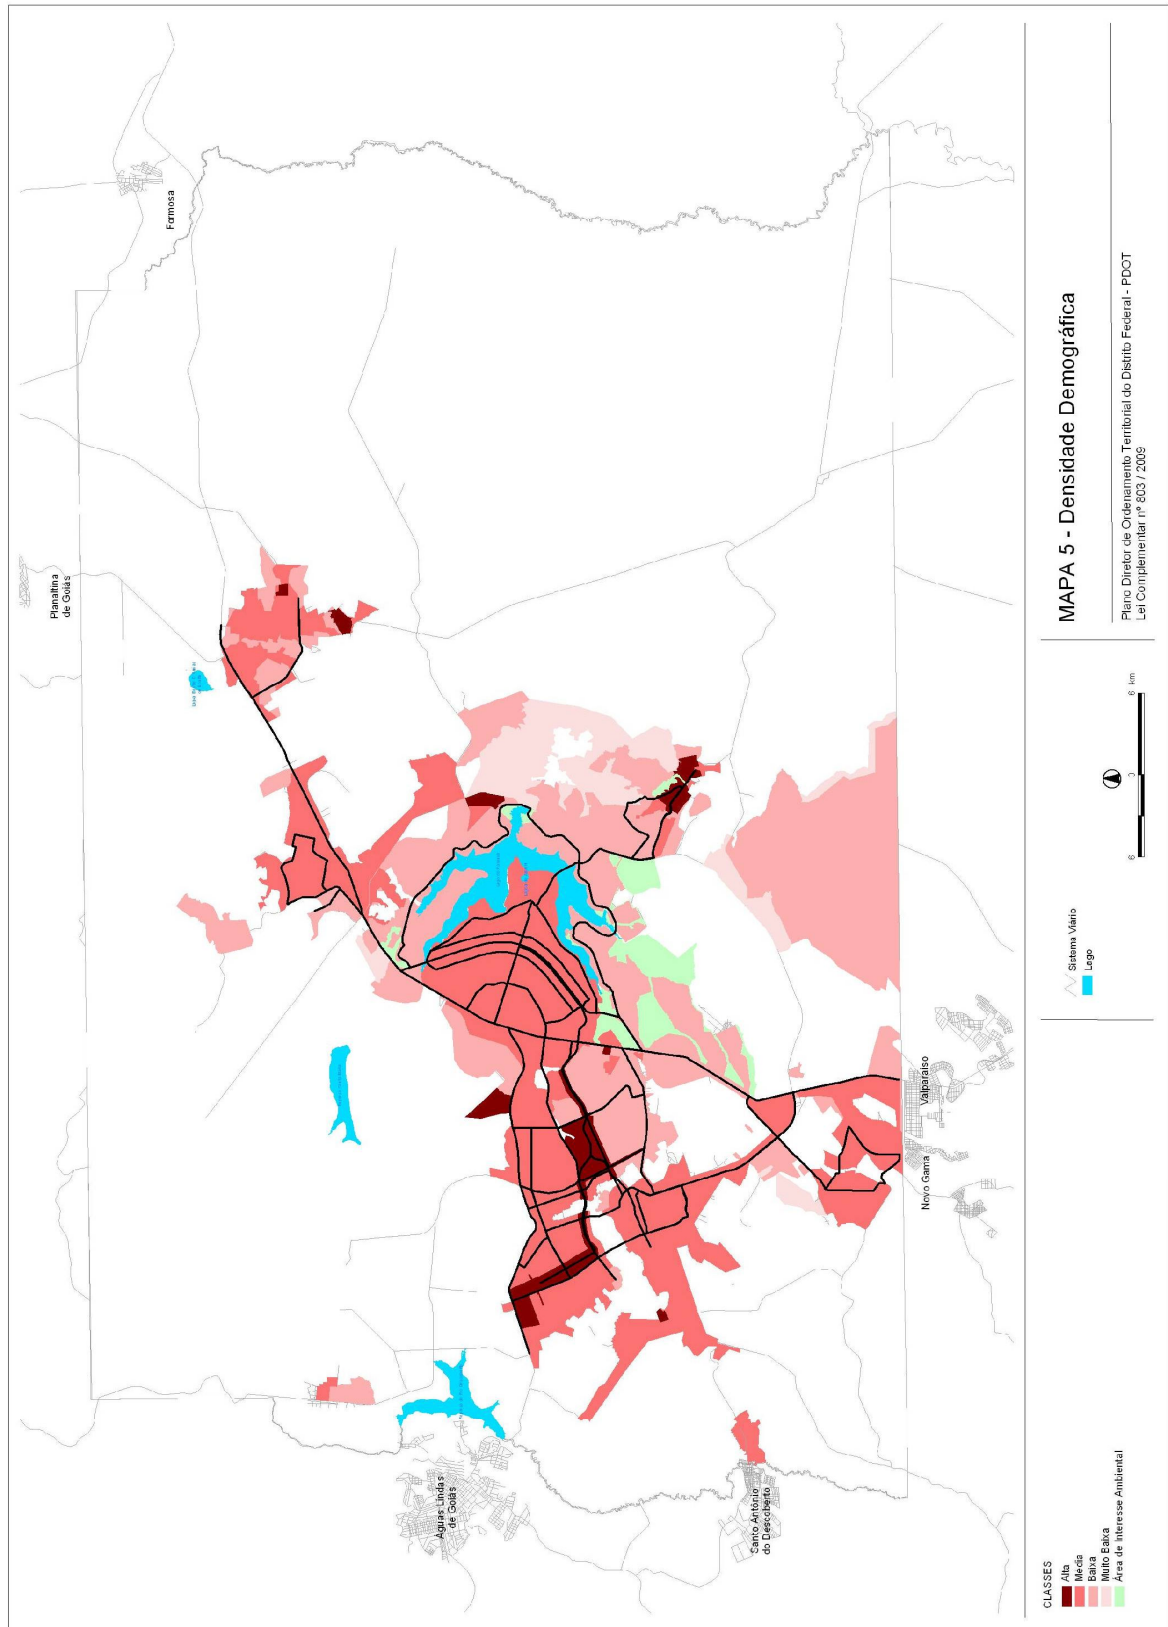 Formosa
Planaltina
de Goiás
Águas Lindas
de Goiás
Santo Antônio
do Descoberto
Novo Gama
Valparaíso
CLASSES
Alta
Media
Baixa
Muito Baixa
Área de Interesse Ambiental
Sistema Viário
Lago
6
3
6 km
MAPA 5 - Densidade Demográfica
Plano Diretor de Ordenamento Territorial do Distrito Federal - PDOT
Lei Complementar nº 803 / 2009